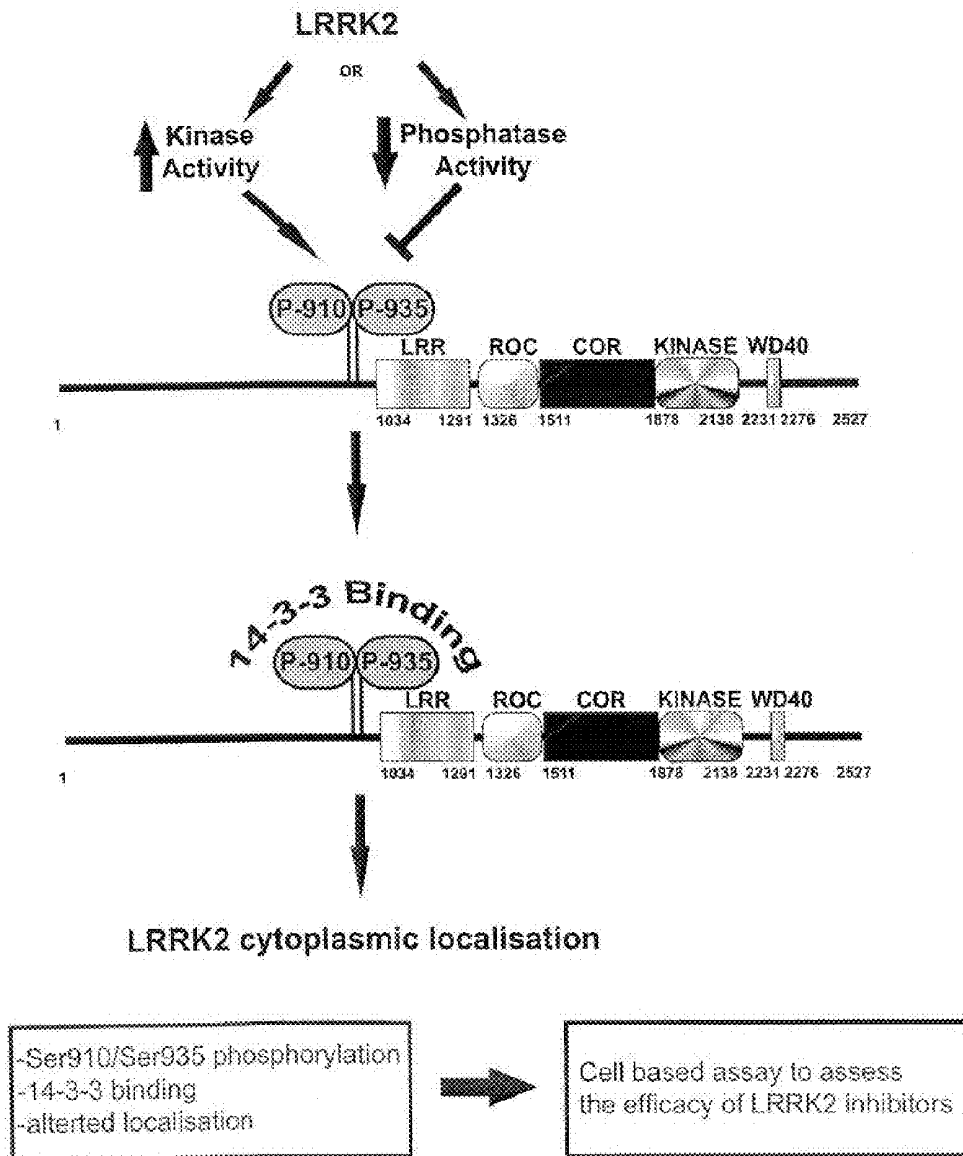 LRRK2
OR
Kinase
Activity
Phosphatase
Activity
P-910 P-935
LRR ROC COR KINASE WD40
1 1034 1291 1326 1511 1878 2138 2231 2276 2527
14-3-3 Binding
P-910 P-935
LRR ROC COR KINASE WD40
1 1034 1291 1326 1511 1878 2138 2231 2276 2527
LRRK2 cytoplasmic localisation
-Ser910/Ser935 phosphorylation
-14-3-3 binding
-alterted localisation
Cell based assay to assess
the efficacy of LRRK2 inhibitors